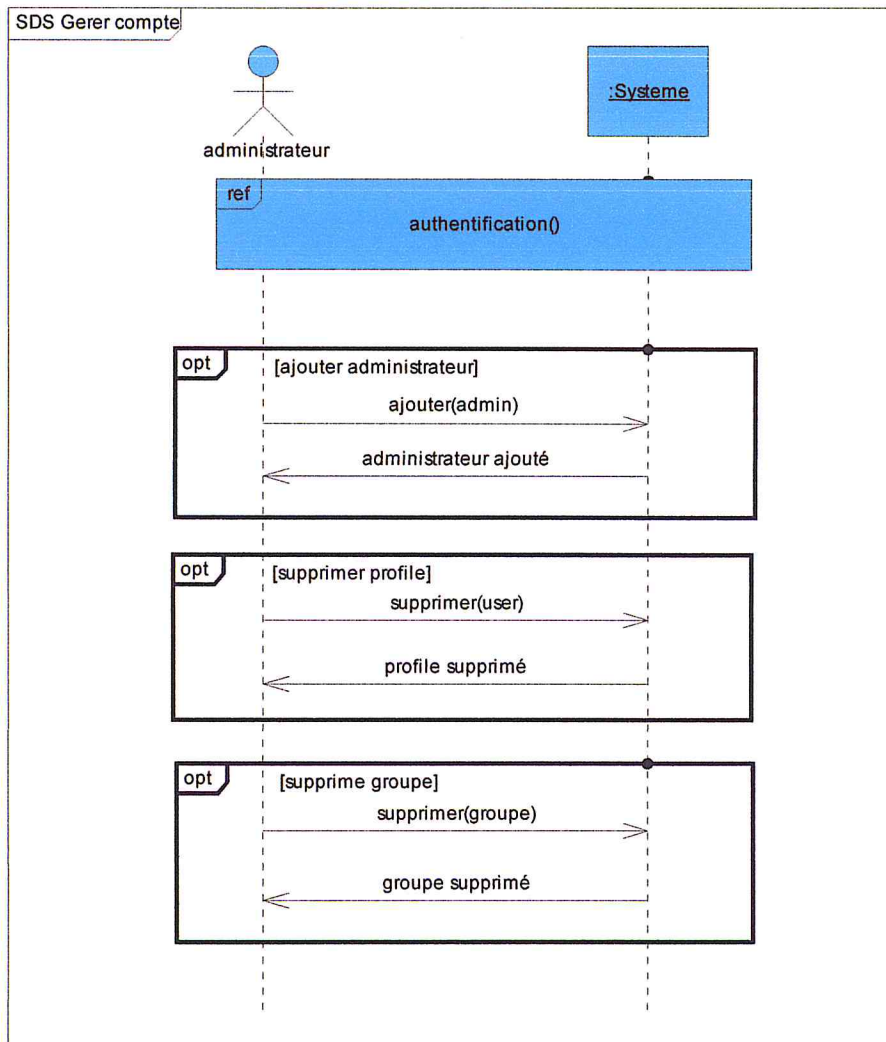 SDS Gerer compte
:Systeme
administrateur
ref
authentification()
opt
[ajouter administrateur]
ajouter(admin)
administrateur ajouté
opt
[supprimer profile]
supprimer(user)
profile supprimé
opt
[supprime groupe]
supprimer(groupe)
groupe supprimé